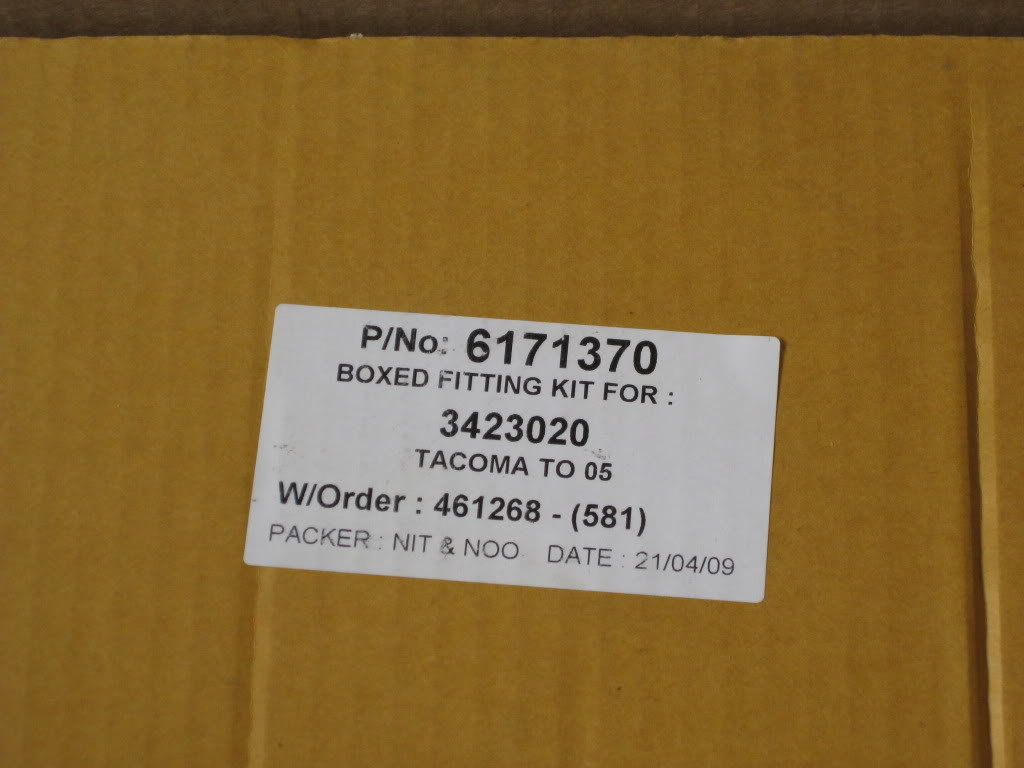 P/No: 6171370
BOXED FITTING KIT FOR :
3423020
TACOMA TO 05
W/Order : 461268 - (581)
PACKER : NIT & NOO DATE : 21/04/09